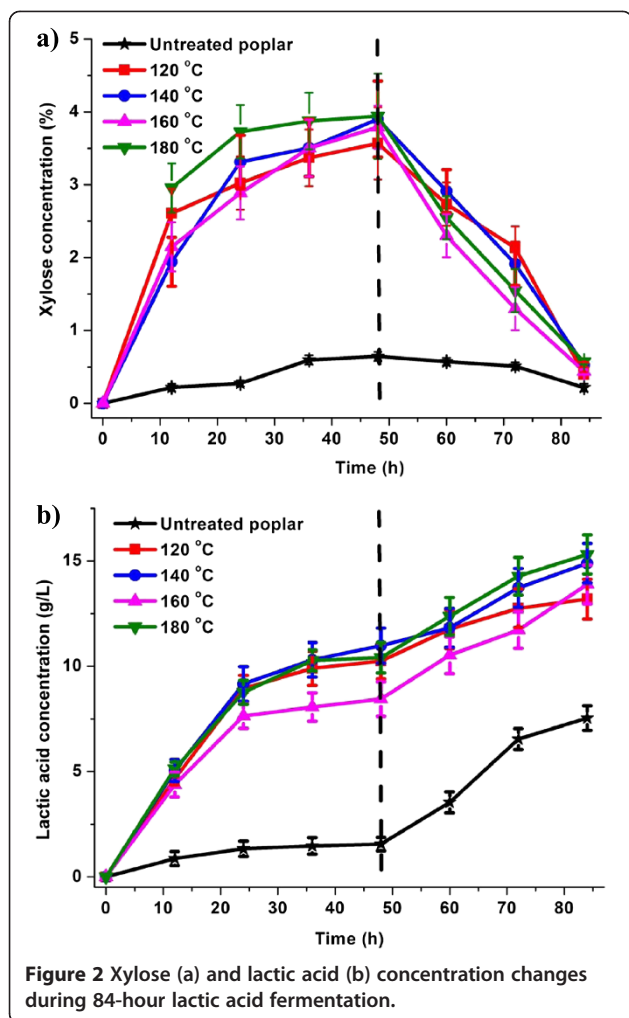 a)
Untreated poplar
120 °C
140 °C
160 °C
180 °C
Xylose concentration (%)
5
4
3
2
1
0
0 10 20 30 40 50 60 70 80
Time (h)
b)
Untreated poplar
120 °C
140 °C
160 °C
180 °C
Lactic acid concentration (g/L)
15
10
5
0
0 10 20 30 40 50 60 70 80
Time (h)
Figure 2 Xylose (a) and lactic acid (b) concentration changes
during 84-hour lactic acid fermentation.